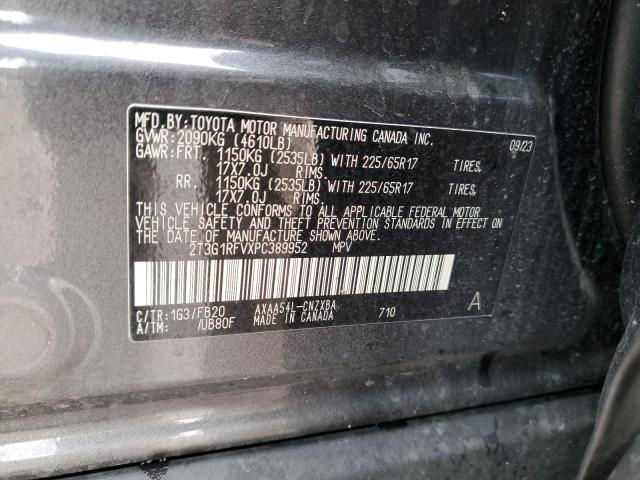 MFD.BY:TOYOTA MOTOR MANUFACTURING CANADA INC.
GVWR:2090KG (4610LB) 09/23
GAWR:FRT. 1150KG (2535LB) WITH 225/65R17 TIRES,
17X7.0J RIMS.
RR. 1150KG (2535LB) WITH 225/65R17 TIRES,
17X7.0J RIMS.
THIS VEHICLE CONFORMS TO ALL APPLICABLE FEDERAL MOTOR
VEHICLE SAFETY AND THEFT PREVENTION STANDARDS IN EFFECT ON
THE DATE OF MANUFACTURE SHOWN ABOVE.
2T3G1RFVXPC389952 MPV
C/TR:1G3/FB20 AXAA54L-CNZXBA A
A/TM: /UB80F MADE IN CANADA 710